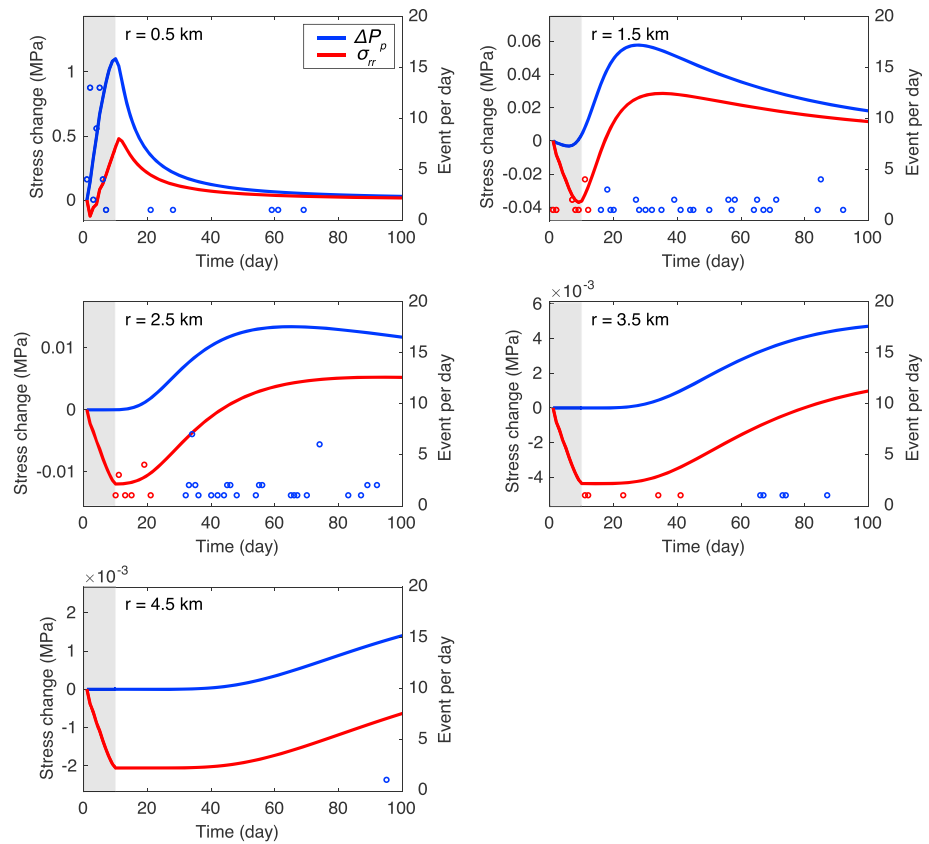 r = 0.5 km
ΔPp
σrr
Stress change (MPa)
1
0.5
0
20
15
10
5
0
Event per day
0 20 40 60 80 100
Time (day)
r = 1.5 km
Stress change (MPa)
0.06
0.04
0.02
0
-0.02
-0.04
20
15
10
5
0
Event per day
0 20 40 60 80 100
Time (day)
r = 2.5 km
Stress change (MPa)
0.01
0
-0.01
20
15
10
5
0
Event per day
0 20 40 60 80 100
Time (day)
×10-3
r = 3.5 km
Stress change (MPa)
6
4
2
0
-2
-4
20
15
10
5
0
Event per day
0 20 40 60 80 100
Time (day)
×10-3
r = 4.5 km
Stress change (MPa)
2
1
0
-1
-2
20
15
10
5
0
Event per day
0 20 40 60 80 100
Time (day)